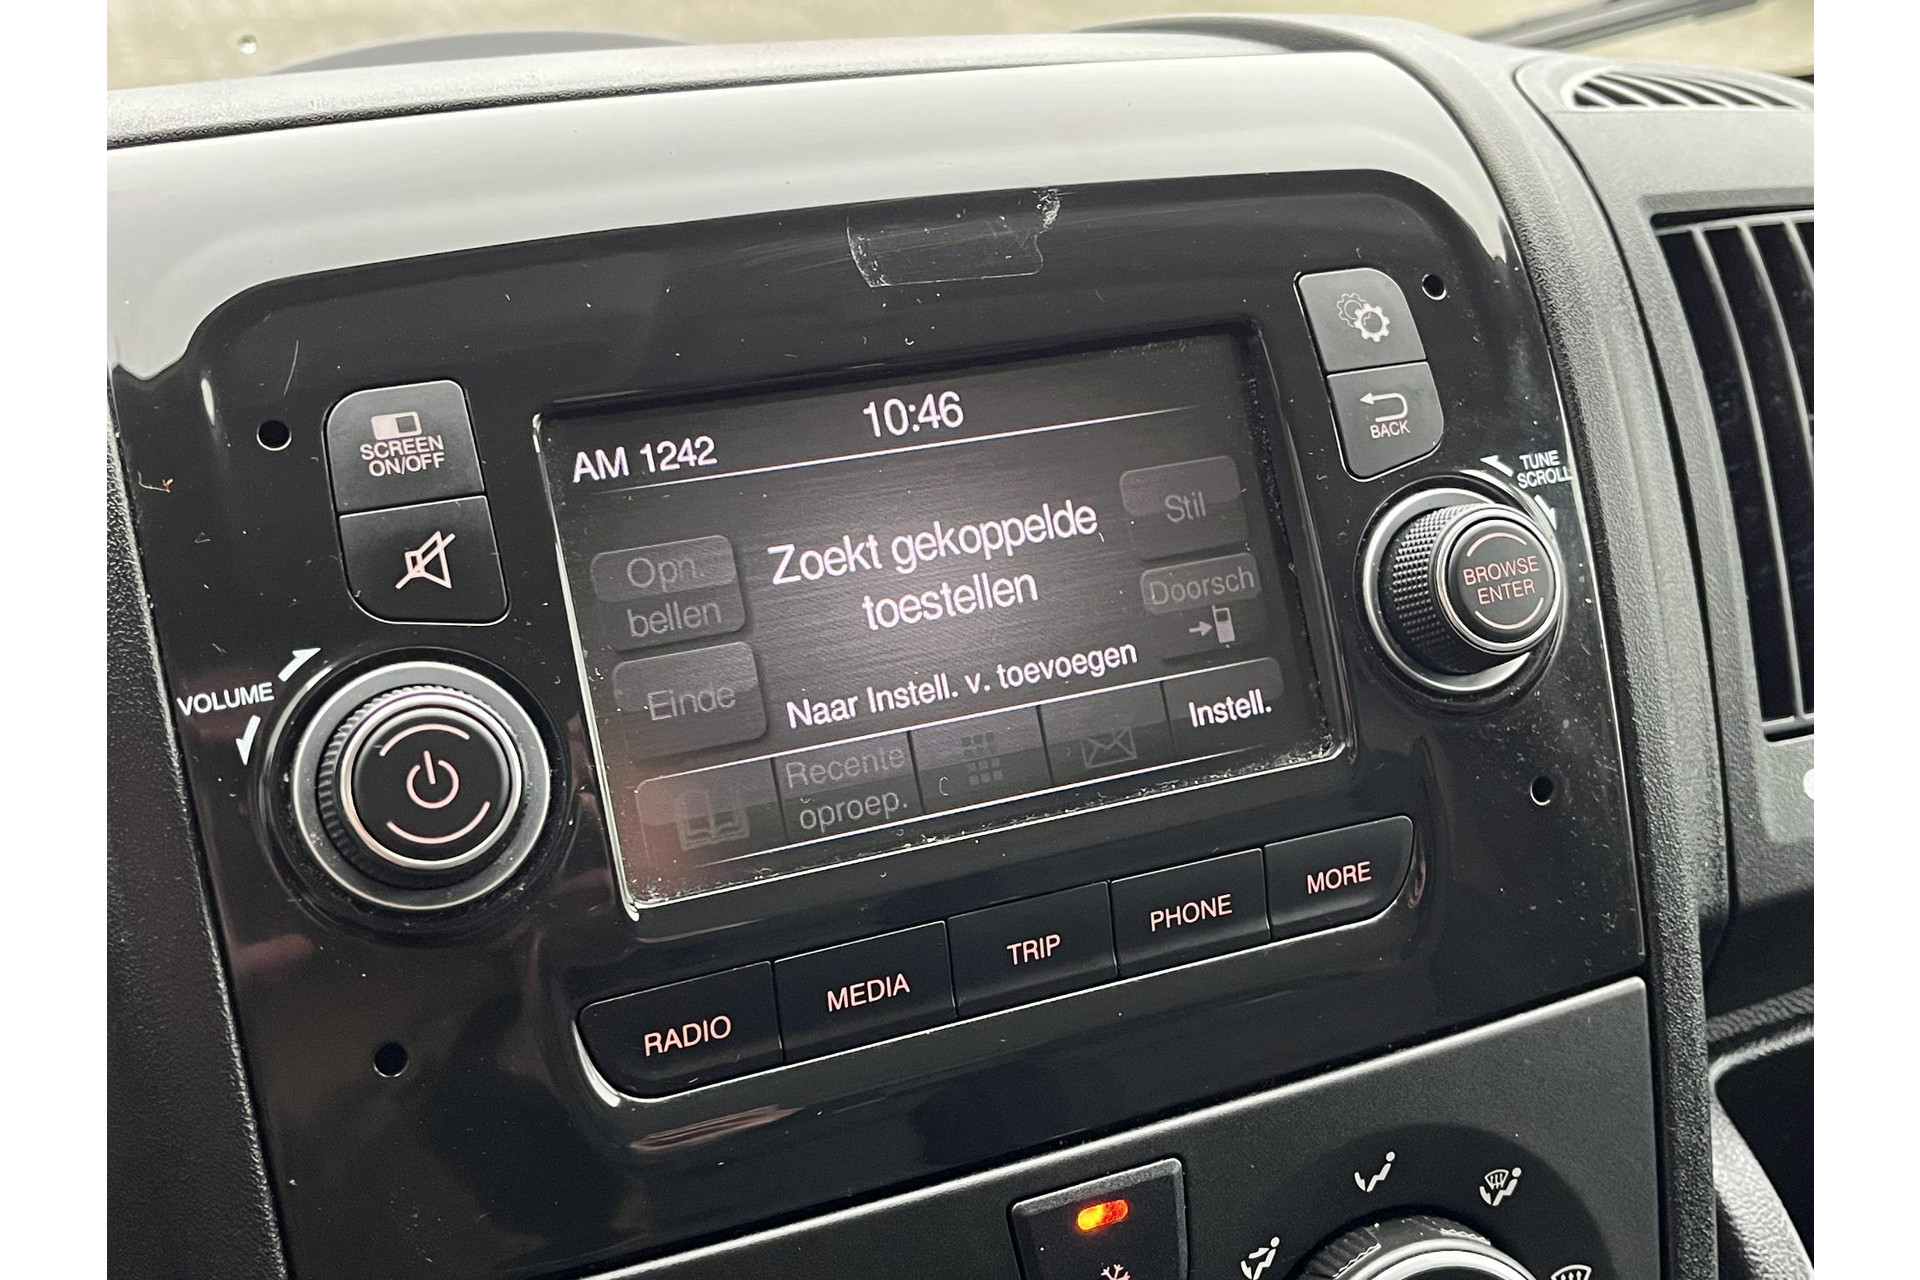 SCREEN
ON/OFF
VOLUME
AM 1242
10:46
Opn.
bellen
Zoekt gekoppelde
toestellen
Stil
Doorsch
Einde
Naar Instell. v. toevoegen
Recente
oproep.
Instell.
BACK
TUNE
SCROLL
BROWSE
ENTER
RADIO
MEDIA
TRIP
PHONE
MORE